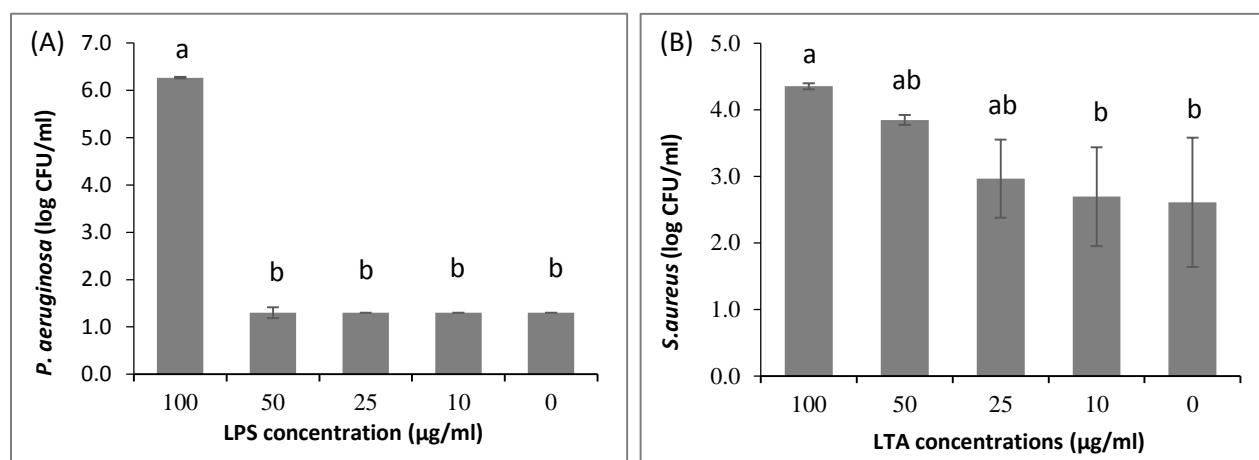 (A)
7.0
6.0
5.0
4.0
3.0
2.0
1.0
0.0
P. aeruginosa (log CFU/ml)
a
b
b
b
b
100 50 25 10 0
LPS concentration (µg/ml)
(B)
5.0
4.0
3.0
2.0
1.0
0.0
S.aureus (log CFU/ml)
a
ab
ab
b
b
100 50 25 10 0
LTA concentrations (µg/ml)